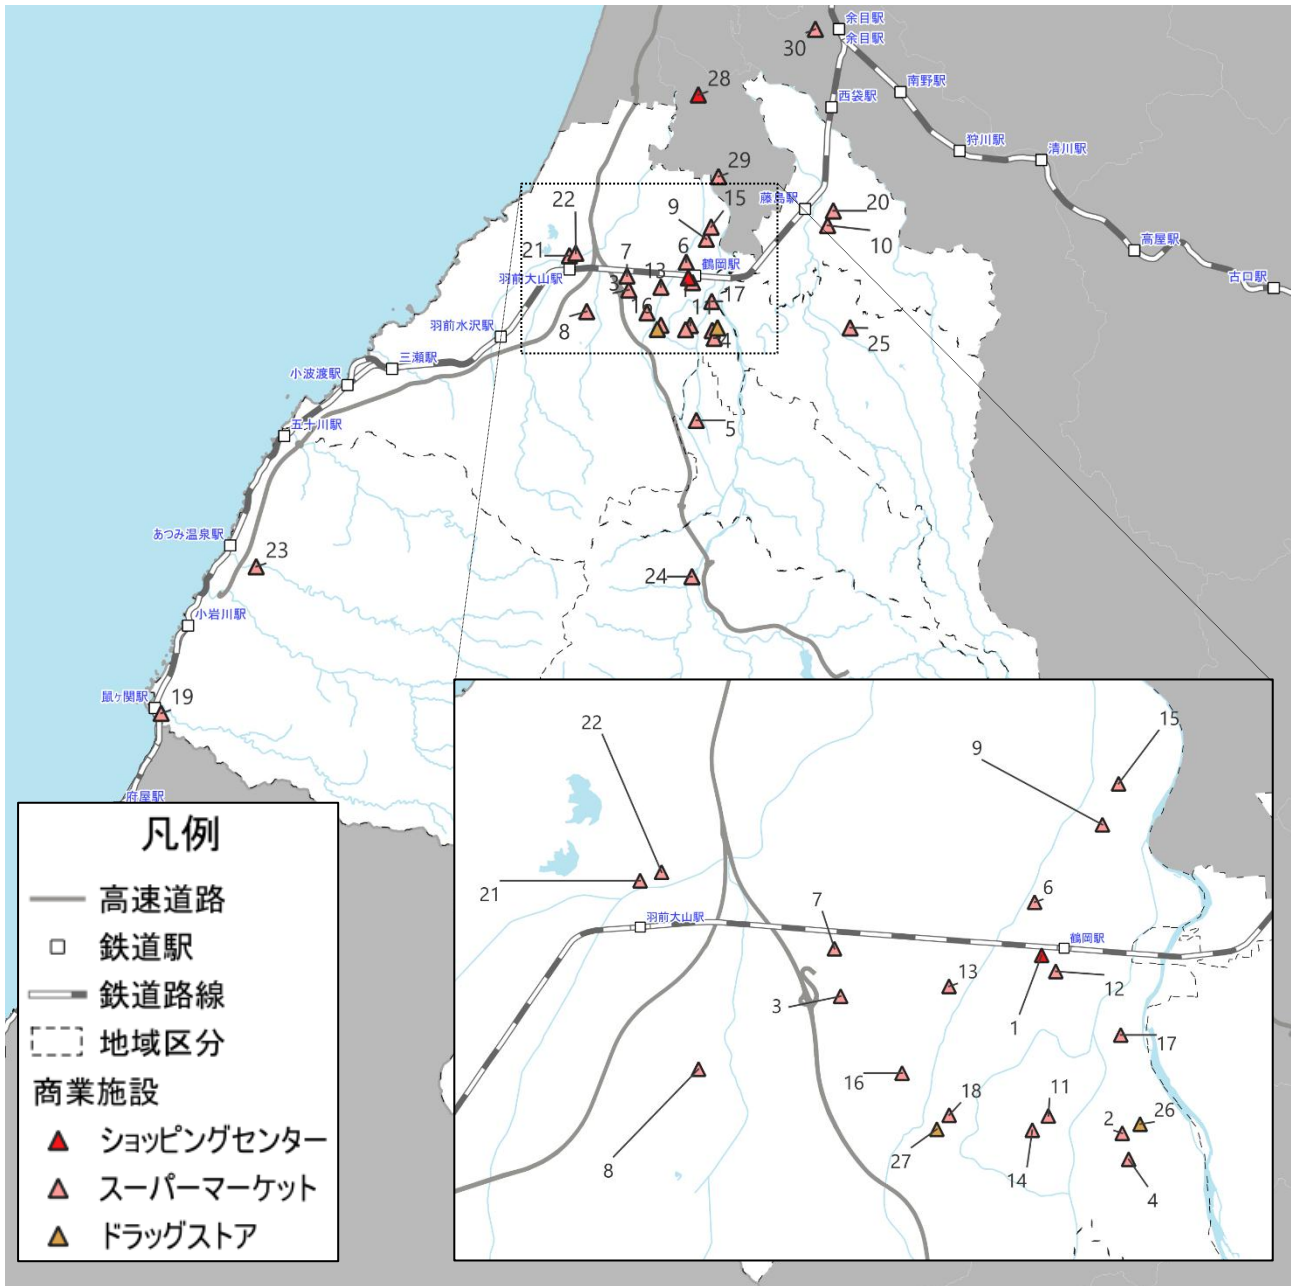 余目駅
余目駅
30
南野駅
28
西袋駅
狩川駅
清川駅
29
藤島駅
20
15
9
22
10
高屋駅
6
鶴岡駅
7
21
13
羽前大山駅
古口駅
3
1
17
16
11
羽前水沢駅
8
4
25
三瀬駅
小波渡駅
五十川駅
5
あつみ温泉駅
23
24
小岩川駅
鼠ヶ関駅
19
府屋駅
22
15
9
21
7
6
羽前大山駅
鶴岡駅
13
12
3
1
17
16
18
11
2
26
8
27
14
4
凡例
高速道路
鉄道駅
鉄道路線
地域区分
商業施設
ショッピングセンター
スーパーマーケット
ドラッグストア